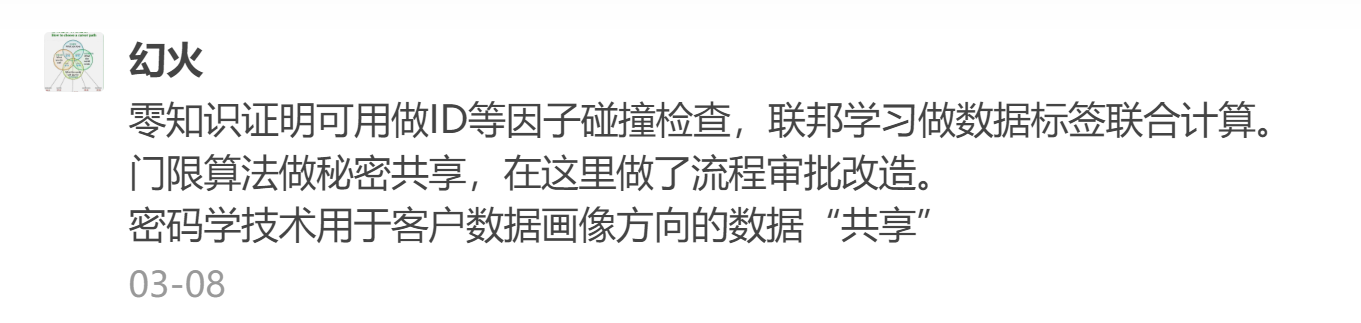 幻火
零知识证明可用做ID等因子碰撞检查，联邦学习做数据标签联合计算。
门限算法做秘密共享，在这里做了流程审批改造。
密码学技术用于客户数据画像方向的数据“共享”
03-08